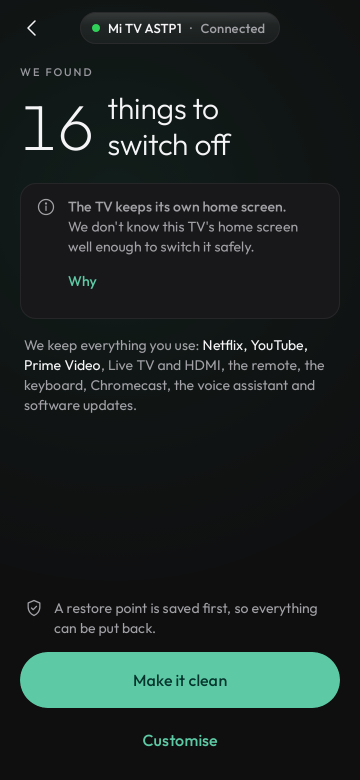 Mi TV ASTP1 · Connected
WE FOUND
16 things to
switch off
The TV keeps its own home screen.
We don't know this TV's home screen
well enough to switch it safely.
Why
We keep everything you use: Netflix, YouTube,
Prime Video, Live TV and HDMI, the remote, the
keyboard, Chromecast, the voice assistant and
software updates.
A restore point is saved first, so everything
can be put back.
Make it clean
Customise